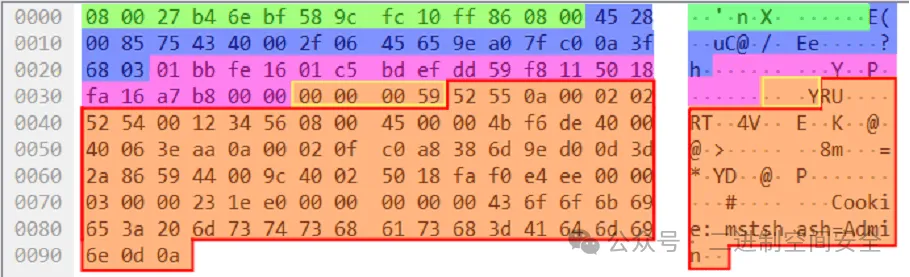 0000 08 00 27 b4 6e bf 58 9c fc 10 ff 86 08 00 45 28 ··'·n·X· ······E(
0010 00 85 75 43 40 00 2f 06 45 65 9e a0 7f c0 0a 3f ··uC@·/· Ee·····?
0020 68 03 01 bb fe 16 01 c5 bd ef dd 59 f8 11 50 18 h······· ···Y··P·
0030 fa 16 a7 b8 00 00 00 00 00 59 52 55 0a 00 02 02 ········ ·YRU····
0040 52 54 00 12 34 56 08 00 45 00 00 4b f6 de 40 00 RT··4V·· E··K··@·
0050 40 06 3e aa 0a 00 02 0f c0 a8 38 6d 9e d0 0d 3d @·>····· ··8m···=
0060 2a 86 59 44 00 9c 40 02 50 18 fa f0 e4 ee 00 00 *·YD··@· P·······
0070 03 00 00 23 1e e0 00 00 00 00 00 43 6f 6f 6b 69 ···#···· ···Cooki
0080 65 3a 20 6d 73 74 73 68 61 73 68 3d 41 64 6d 69 e: mstsh ash=Admi
0090 6e 0d 0a n··
公众号 · 二进制空间安全